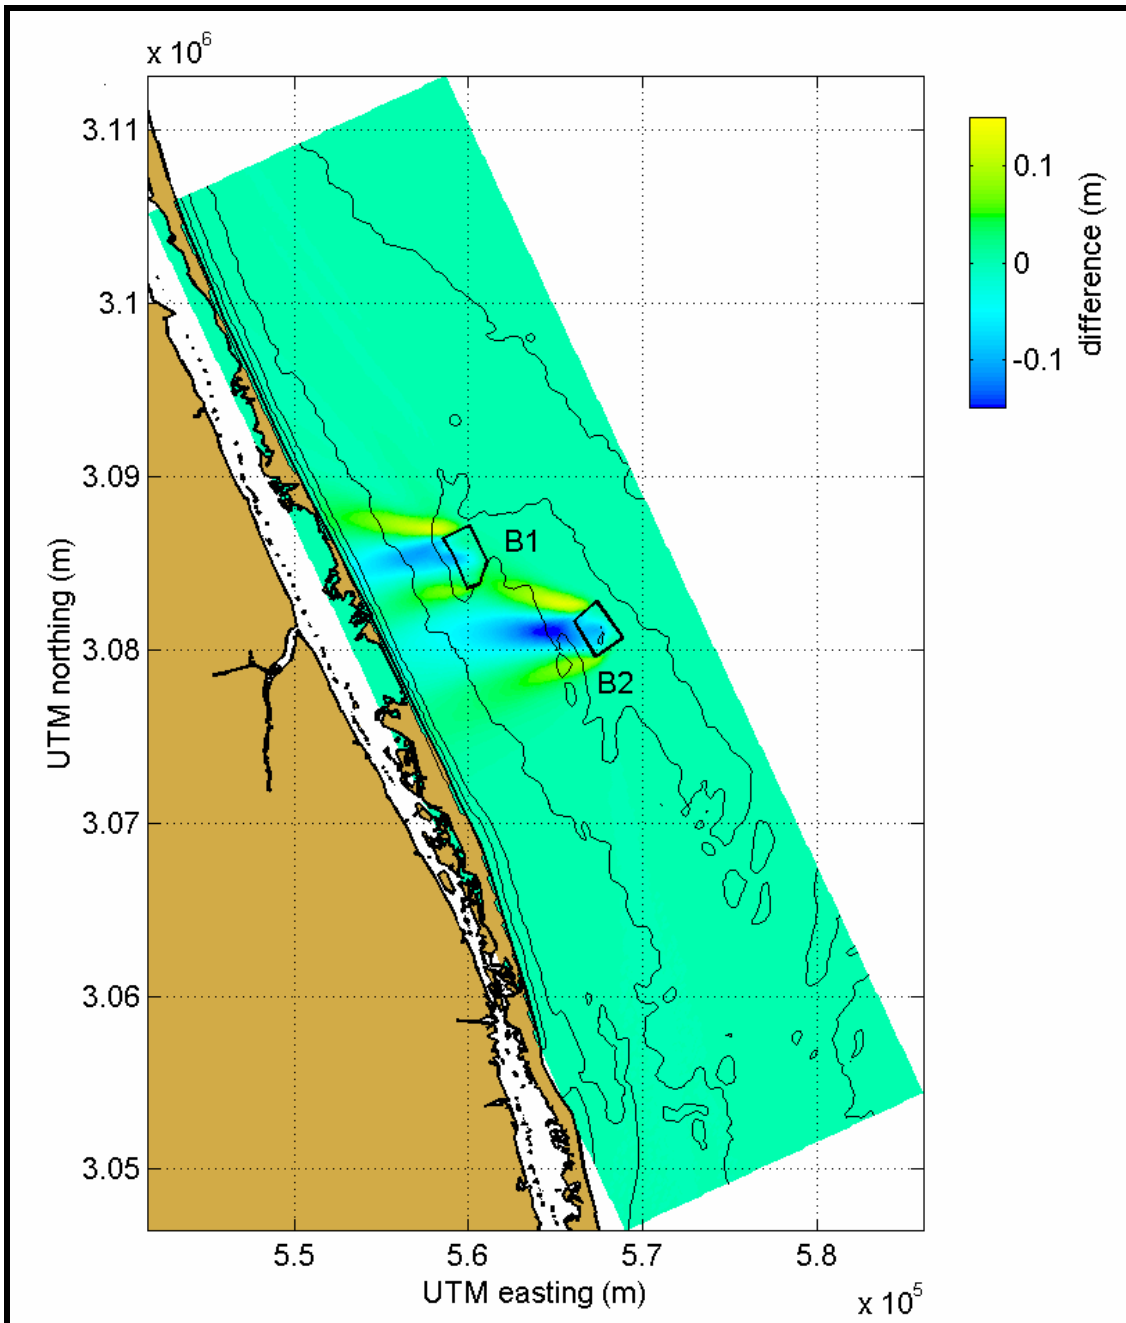 x 10^6
3.11
3.1
3.09
3.08
3.07
3.06
3.05
UTM northing (m)
5.5
5.6
5.7
5.8
UTM easting (m)
x 10^5
B1
B2
0.1
0
-0.1
difference (m)